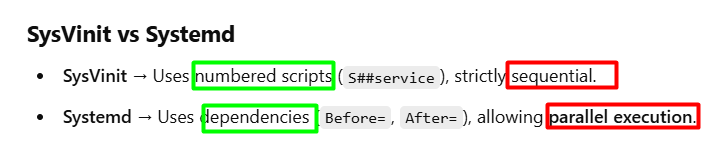 SysVinit vs Systemd
• SysVinit → Uses numbered scripts (S##service), strictly sequential.
• Systemd → Uses dependencies (Before=, After=), allowing parallel execution.